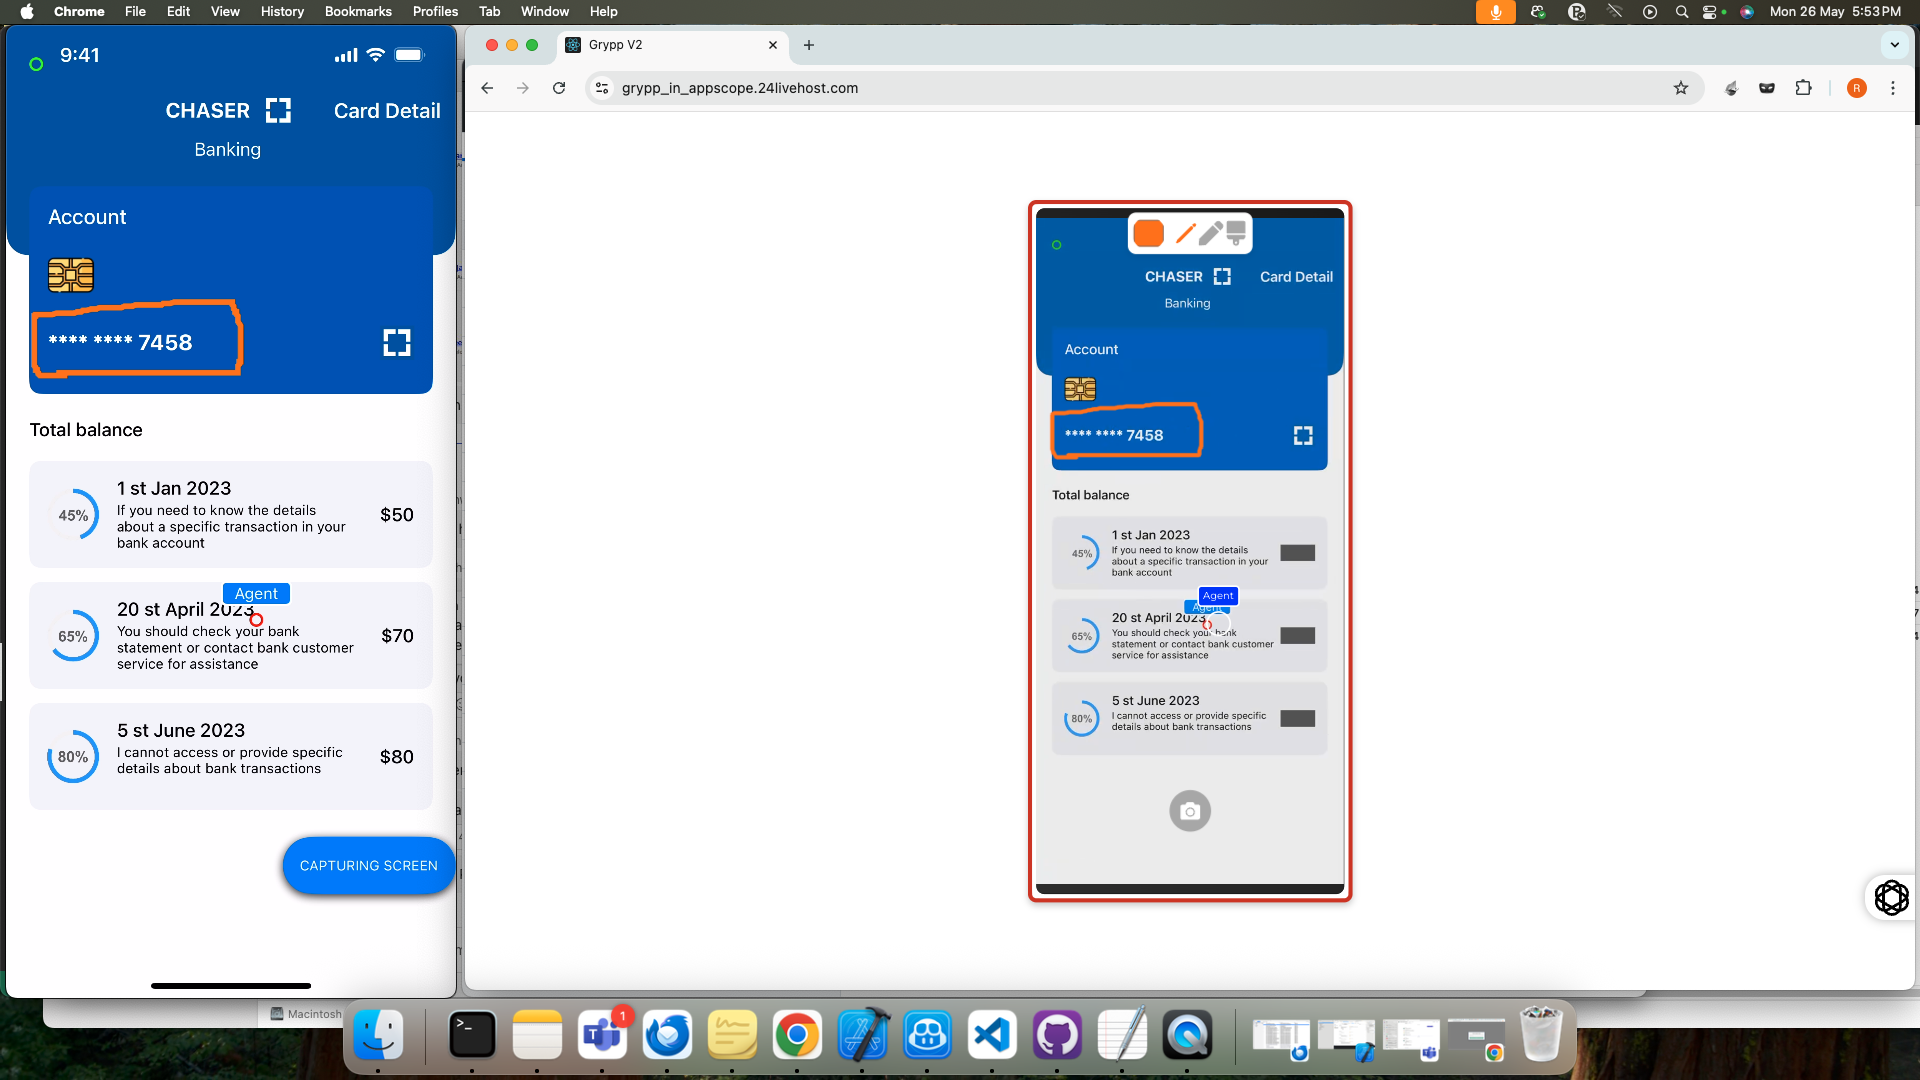 Chrome File Edit View History Bookmarks Profiles Tab Window Help
Mon 26 May 5:53 PM
9:41
CHASER
Card Detail
Banking
Account
**** **** 7458
Total balance
1 st Jan 2023
If you need to know the details
about a specific transaction in your
bank account
45%
$50
Agent
20 st April 2023
You should check your bank
statement or contact bank customer
service for assistance
65%
$70
5 st June 2023
I cannot access or provide specific
details about bank transactions
80%
$80
CAPTURING SCREEN
Grypp V2
grypp_in_appscope.24livehost.com
R
CHASER
Card Detail
Banking
Account
**** **** 7458
Total balance
1 st Jan 2023
If you need to know the details
about a specific transaction in your
bank account
45%
Agent
Agent
20 st April 2023
You should check your bank
statement or contact bank customer
service for assistance
65%
5 st June 2023
I cannot access or provide specific
details about bank transactions
80%
Macintosh
1